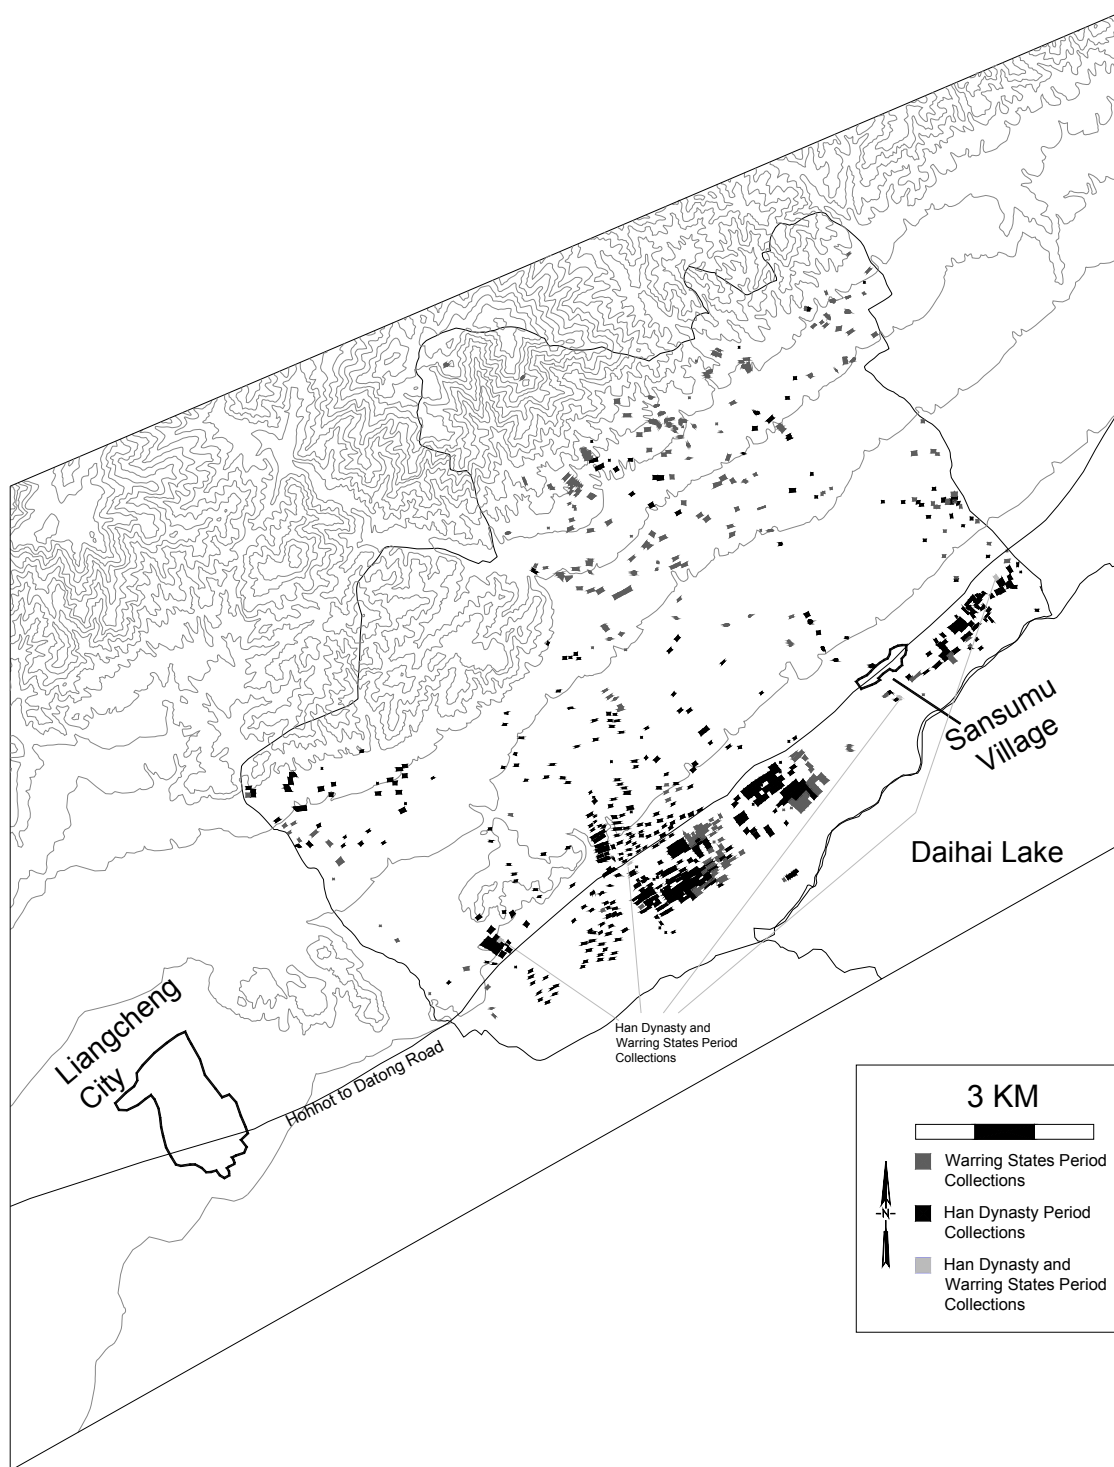 Sansumu
Village
Daihai Lake
Liangcheng
City
Hohhot to Datong Road
Han Dynasty and
Warring States Period
Collections
3 KM
Warring States Period
Collections
N
Han Dynasty Period
Collections
Han Dynasty and
Warring States Period
Collections